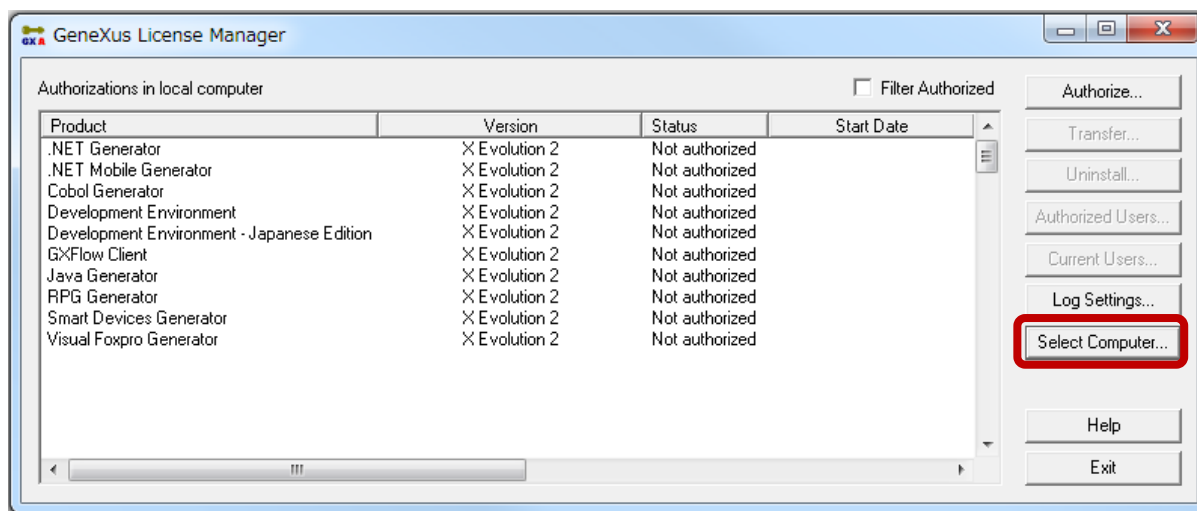 GX A GeneXus License Manager
Authorizations in local computer Filter Authorized
Product Version Status Start Date
.NET Generator X Evolution 2 Not authorized
.NET Mobile Generator X Evolution 2 Not authorized
Cobol Generator X Evolution 2 Not authorized
Development Environment X Evolution 2 Not authorized
Development Environment - Japanese Edition X Evolution 2 Not authorized
GXFlow Client X Evolution 2 Not authorized
Java Generator X Evolution 2 Not authorized
RPG Generator X Evolution 2 Not authorized
Smart Devices Generator X Evolution 2 Not authorized
Visual Foxpro Generator X Evolution 2 Not authorized
Authorize...
Transfer...
Uninstall...
Authorized Users...
Current Users...
Log Settings...
Select Computer...
Help
Exit